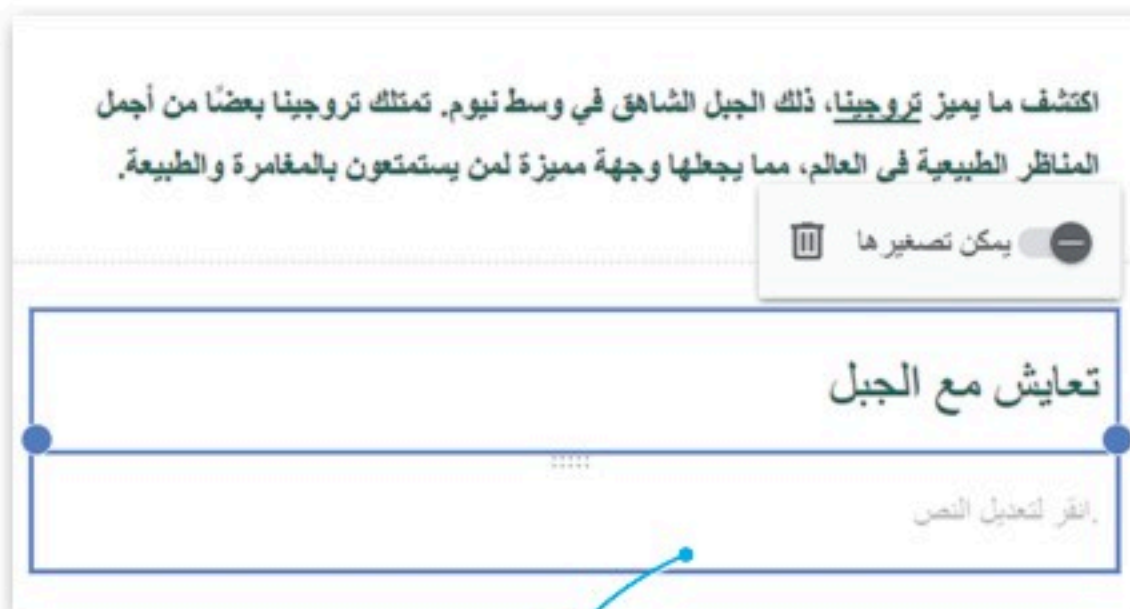 اكتشف ما يميز تروجينا، ذلك الجبل الشاهق في وسط نيوم. تمتلك تروجينا بعضًا من أجمل
المناظر الطبيعية في العالم، مما يجعلها وجهة مميزة لمن يستمتعون بالمغامرة والطبيعة.
يمكن تصغيرها
تعايش مع الجبل
انقر لتعديل النص.